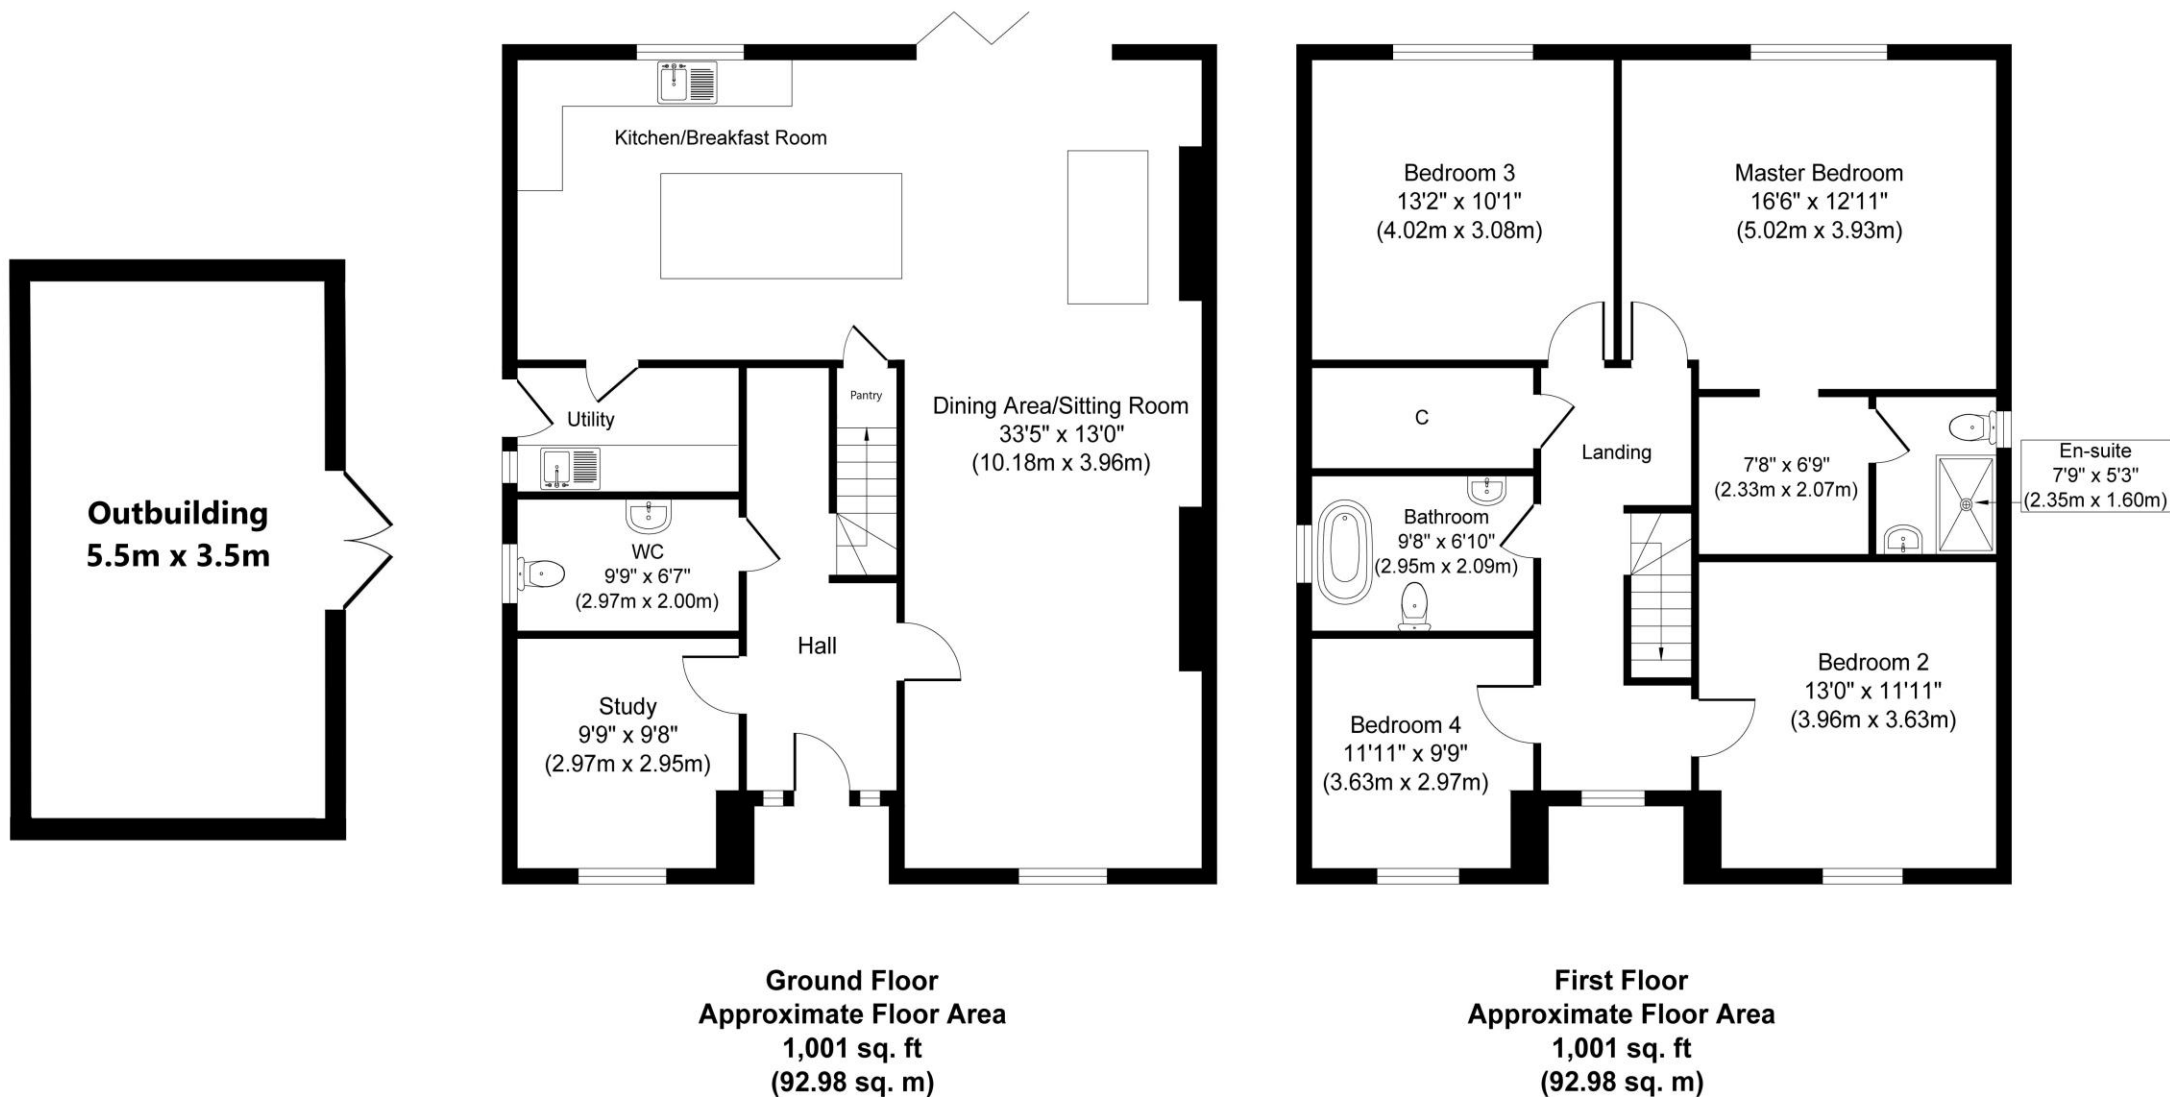 Outbuilding
5.5m x 3.5m
Kitchen/Breakfast Room
Utility
Pantry
Dining Area/Sitting Room
33'5" x 13'0"
(10.18m x 3.96m)
WC
9'9" x 6'7"
(2.97m x 2.00m)
Hall
Study
9'9" x 9'8"
(2.97m x 2.95m)
Ground Floor
Approximate Floor Area
1,001 sq. ft
(92.98 sq. m)
Bedroom 3
13'2" x 10'1"
(4.02m x 3.08m)
Master Bedroom
16'6" x 12'11"
(5.02m x 3.93m)
C
Landing
7'8" x 6'9"
(2.33m x 2.07m)
En-suite
7'9" x 5'3"
(2.35m x 1.60m)
Bathroom
9'8" x 6'10"
(2.95m x 2.09m)
Bedroom 2
13'0" x 11'11"
(3.96m x 3.63m)
Bedroom 4
11'11" x 9'9"
(3.63m x 2.97m)
First Floor
Approximate Floor Area
1,001 sq. ft
(92.98 sq. m)